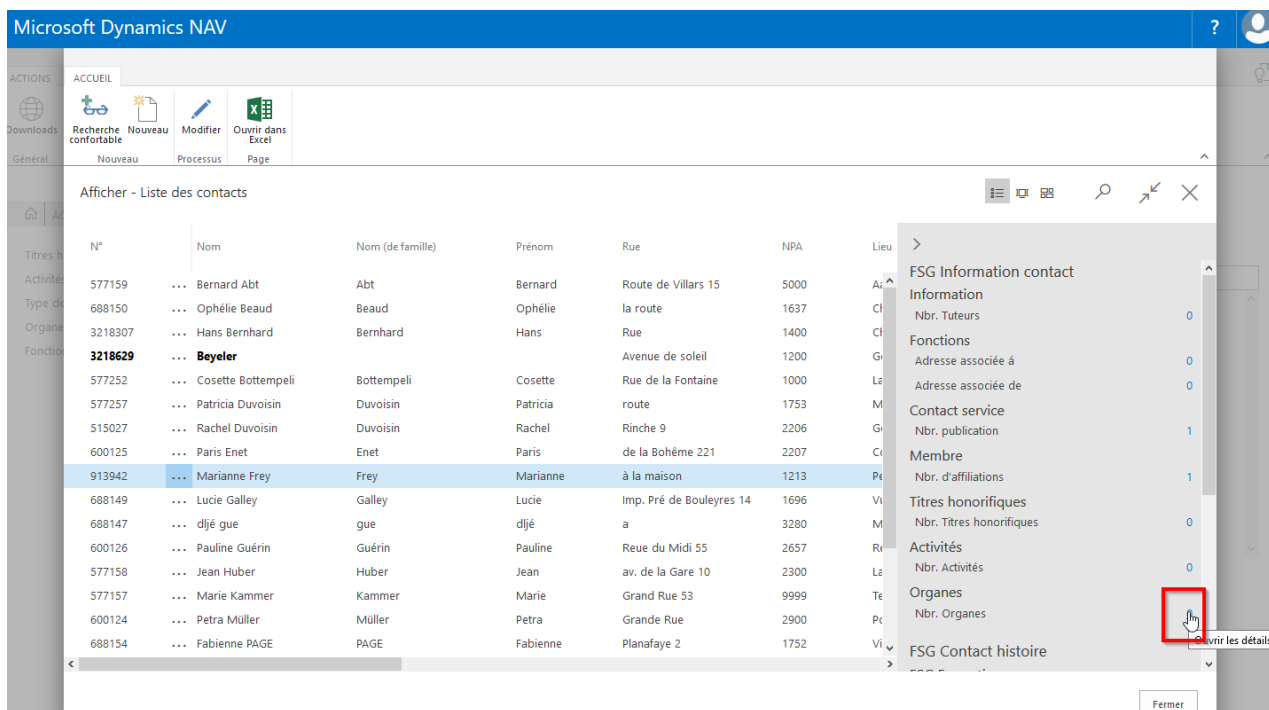 Microsoft Dynamics NAV ?
ACTIONS ACCUEIL
Downloads Recherche confortable Nouveau Modifier Ouvrir dans Excel
Général Nouveau Processus Page
Afficher - Liste des contacts
N° Nom Nom (de famille) Prénom Rue NPA Lieu
577159 ... Bernard Abt Abt Bernard Route de Villars 15 5000
688150 ... Ophélie Beaud Beaud Ophélie la route 1637
3218307 ... Hans Bernhard Bernhard Hans Rue 1400
3218629 ... Beyeler Avenue de soleil 1200
577252 ... Cosette Bottempeli Bottempeli Cosette Rue de la Fontaine 1000
577257 ... Patricia Duvoisin Duvoisin Patricia route 1753
515027 ... Rachel Duvoisin Duvoisin Rachel Rinche 9 2206
600125 ... Paris Enet Enet Paris de la Bohême 221 2207
913942 ... Marianne Frey Frey Marianne à la maison 1213
688149 ... Lucie Galley Galley Lucie Imp. Pré de Bouleyres 14 1696
688147 ... dljé gue gue dljé a 3280
600126 ... Pauline Guérin Guérin Pauline Reue du Midi 55 2657
577158 ... Jean Huber Huber Jean av. de la Gare 10 2300
577157 ... Marie Kammer Kammer Marie Grand Rue 53 9999
600124 ... Petra Müller Müller Petra Grande Rue 2900
688154 ... Fabienne PAGE PAGE Fabienne Planafaye 2 1752
FSG Information contact
Information
Nbr. Tuteurs 0
Fonctions
Adresse associée á 0
Adresse associée de 0
Contact service
Nbr. publication 1
Membre
Nbr. d'affiliations 1
Titres honorifiques
Nbr. Titres honorifiques 0
Activités
Nbr. Activités 0
Organes
Nbr. Organes
Ouvrir les détails
FSG Contact histoire
Fermer